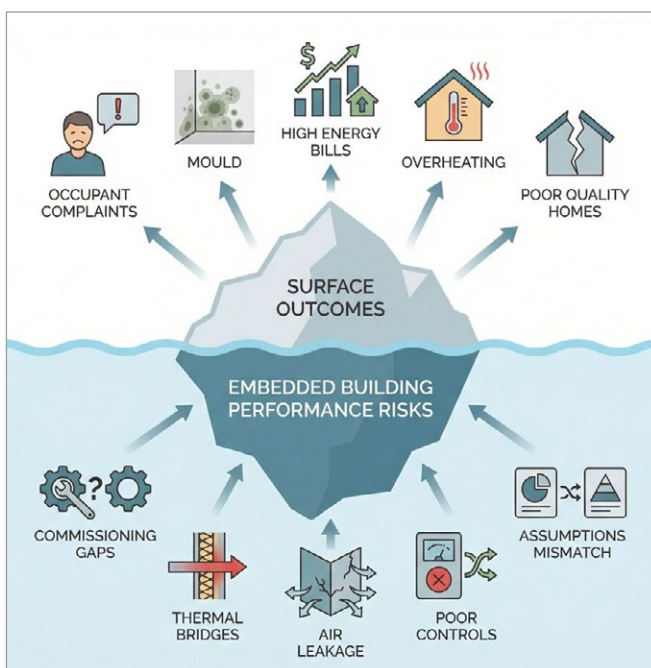 !
$
OCCUPANT
COMPLAINTS
MOULD
HIGH ENERGY
BILLS
OVERHEATING
POOR QUALITY
HOMES
SURFACE
OUTCOMES
EMBEDDED BUILDING
PERFORMANCE RISKS
?
COMMISSIONING
GAPS
THERMAL
BRIDGES
AIR
LEAKAGE
POOR
CONTROLS
ASSUMPTIONS
MISMATCH